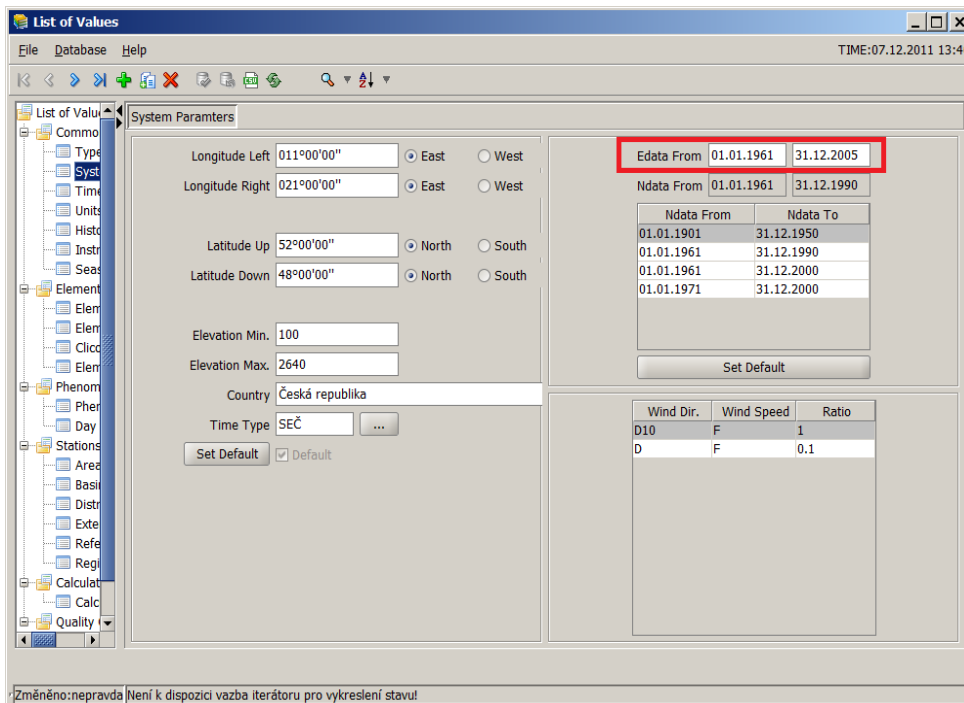 List of Values
File Database Help TIME:07.12.2011 13:4
List of Valu
Commo
Type
Syst
Time
Units
Histo
Instr
Seas
Element
Elem
Elem
Clico
Elem
Phenom
Phen
Day
Stations
Area
Basin
Distr
Exte
Refe
Regi
Calculat
Calc
Quality
System Paramters
Longitude Left 011°00'00" East West
Longitude Right 021°00'00" East West
Latitude Up 52°00'00" North South
Latitude Down 48°00'00" North South
Elevation Min. 100
Elevation Max. 2640
Country Česká republika
Time Type SEČ ...
Set Default Default
Edata From 01.01.1961 31.12.2005
Ndata From 01.01.1961 31.12.1990
Ndata From Ndata To
01.01.1901 31.12.1950
01.01.1961 31.12.1990
01.01.1961 31.12.2000
01.01.1971 31.12.2000
Set Default
Wind Dir. Wind Speed Ratio
D10 F 1
D F 0.1
Změněno:nepravda Není k dispozici vazba iterátoru pro vykreslení stavu!